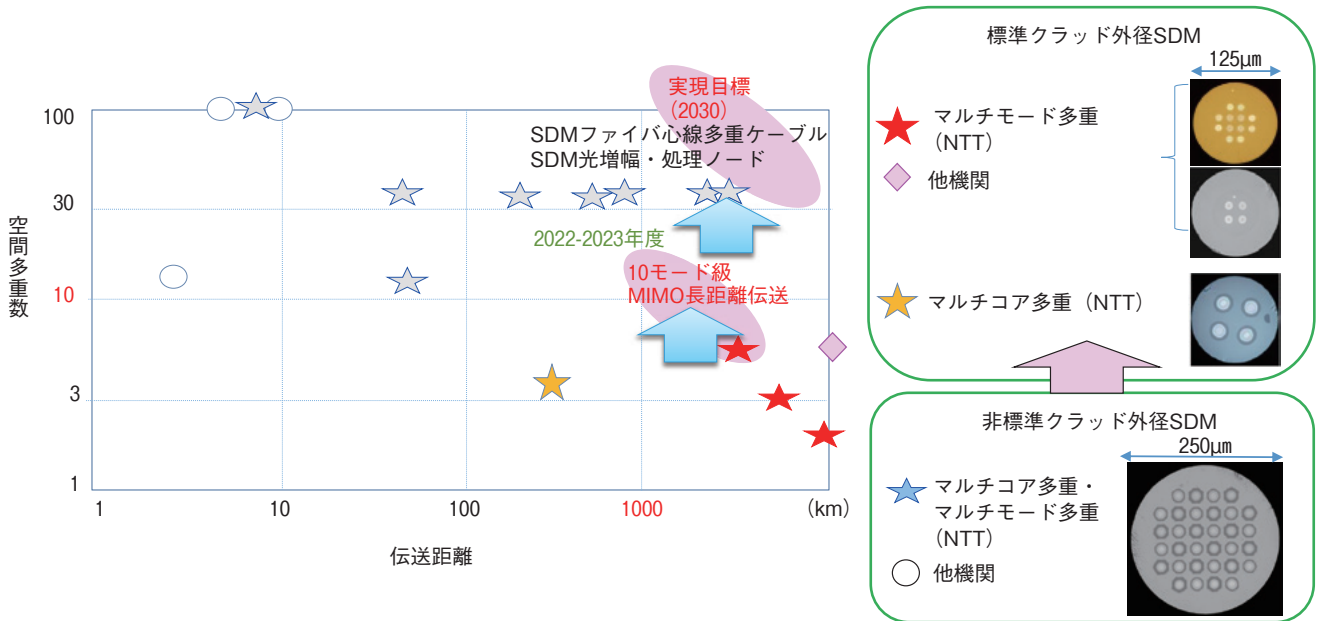 100
30
10
3
1
空間多重数
1
10
100
1000
(km)
伝送距離
実現目標
(2030)
SDMファイバ心線多重ケーブル
SDM光増幅・処理ノード
2022-2023年度
10モード級
MIMO長距離伝送
標準クラッド外径SDM
125μm
マルチモード多重
(NTT)
他機関
マルチコア多重(NTT)
非標準クラッド外径SDM
250μm
マルチコア多重・
マルチモード多重
(NTT)
他機関